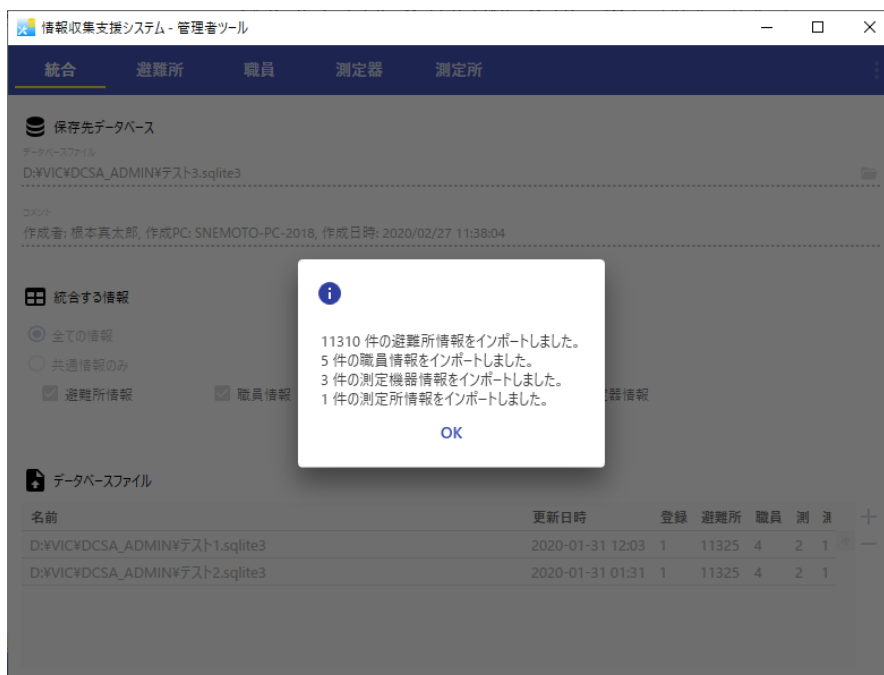 情報収集支援システム - 管理者ツール
統合 避難所 職員 測定器 測定所
保存先データベース
データベースファイル
D:¥VIC¥DCSA_ADMIN¥テスト3.sqlite3
コメント
作成者: 根本真太郎, 作成PC: SNEMOTO-PC-2018, 作成日時: 2020/02/27 11:38:04
統合する情報
全ての情報
共通情報のみ
避難所情報 職員情報 器情報
11310 件の避難所情報をインポートしました。
5 件の職員情報をインポートしました。
3 件の測定機器情報をインポートしました。
1 件の測定所情報をインポートしました。
OK
データベースファイル
名前 更新日時 登録 避難所 職員 測 測
D:¥VIC¥DCSA_ADMIN¥テスト1.sqlite3 2020-01-31 12:03 1 11325 4 2 1
D:¥VIC¥DCSA_ADMIN¥テスト2.sqlite3 2020-01-31 01:31 1 11325 4 2 1